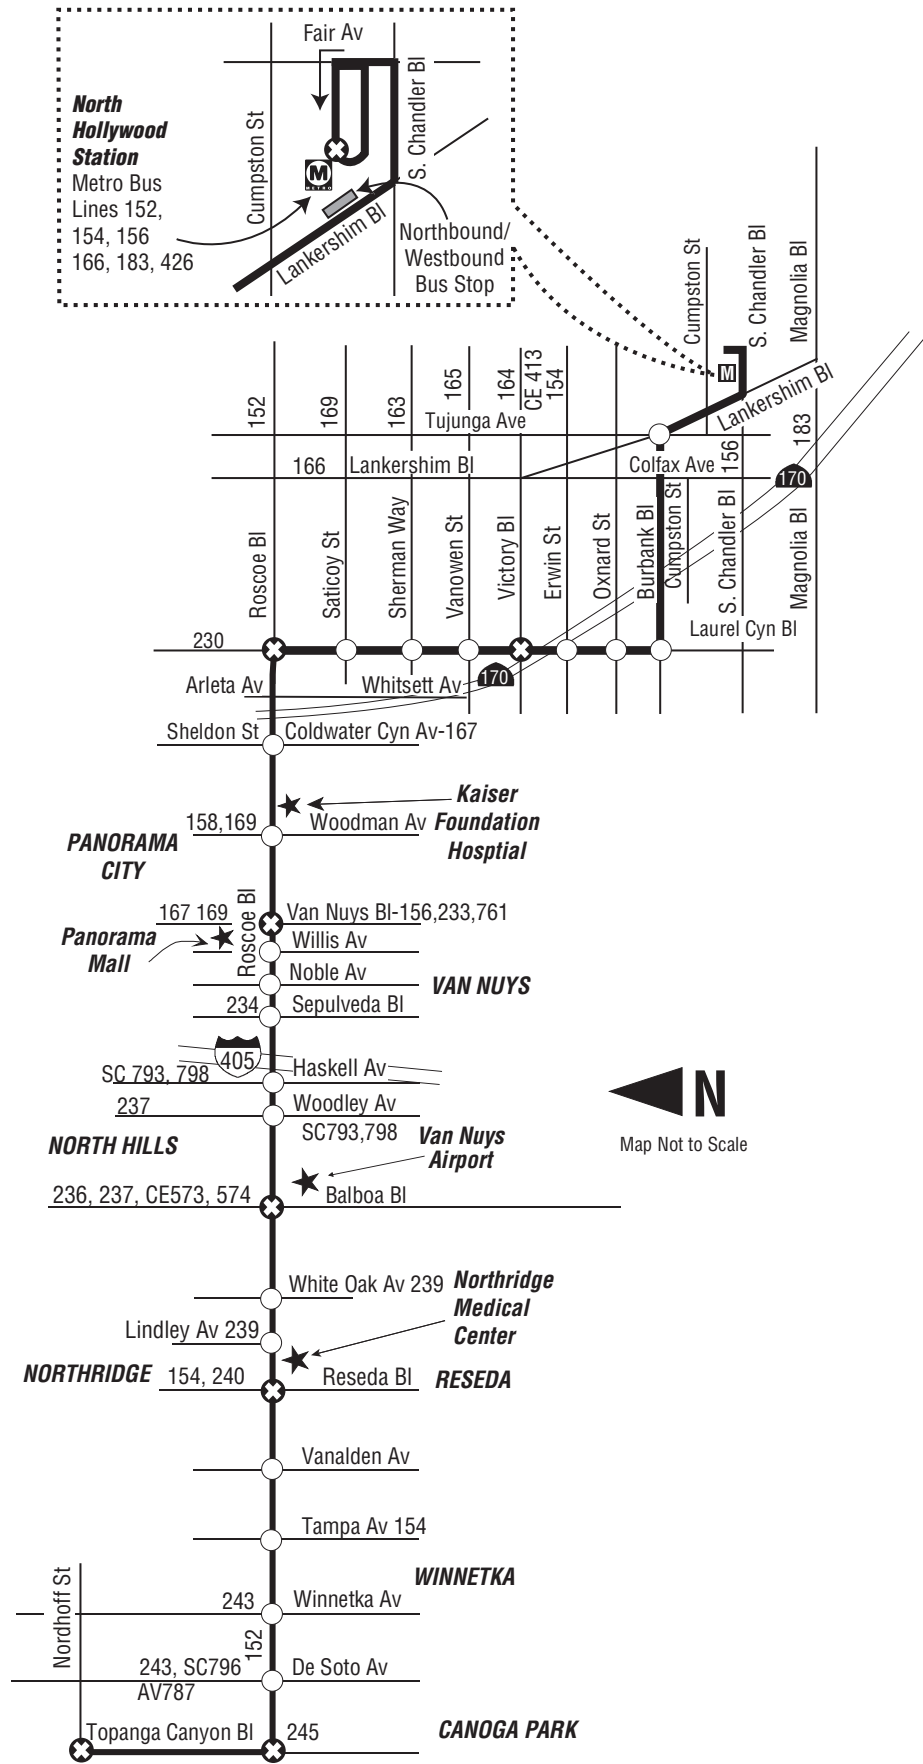 Fair Av
North
Hollywood
Station
Metro Bus
Lines 152,
154, 156
166, 183, 426
Cumpston St
S. Chandler Bl
M
METRO
Lankershim Bl
Northbound/
Westbound
Bus Stop
Cumpston St
S. Chandler Bl
Magnolia Bl
M
Lankershim Bl
152
169
163
165
164
CE 413
154
Tujunga Ave
156
183
166 Lankershim Bl
Colfax Ave
170
Roscoe Bl
Saticoy St
Sherman Way
Vanowen St
Victory Bl
Erwin St
Oxnard St
Burbank Bl
Cumpston St
S. Chandler Bl
Magnolia Bl
230
Laurel Cyn Bl
Arleta Av
Whitsett Av
170
Sheldon St
Coldwater Cyn Av-167
Kaiser
Foundation
Hosptial
158,169
Woodman Av
PANORAMA
CITY
167 169
Roscoe Bl
Van Nuys Bl-156,233,761
Panorama
Mall
Willis Av
Noble Av
VAN NUYS
234
Sepulveda Bl
405
SC 793, 798
Haskell Av
237
Woodley Av
SC793,798
N
Map Not to Scale
NORTH HILLS
Van Nuys
Airport
236, 237, CE573, 574
Balboa Bl
White Oak Av 239
Northridge
Medical
Center
Lindley Av 239
NORTHRIDGE
154, 240
Reseda Bl
RESEDA
Vanalden Av
Tampa Av 154
WINNETKA
Nordhoff St
243
Winnetka Av
152
243, SC796
AV787
De Soto Av
Topanga Canyon Bl
245
CANOGA PARK